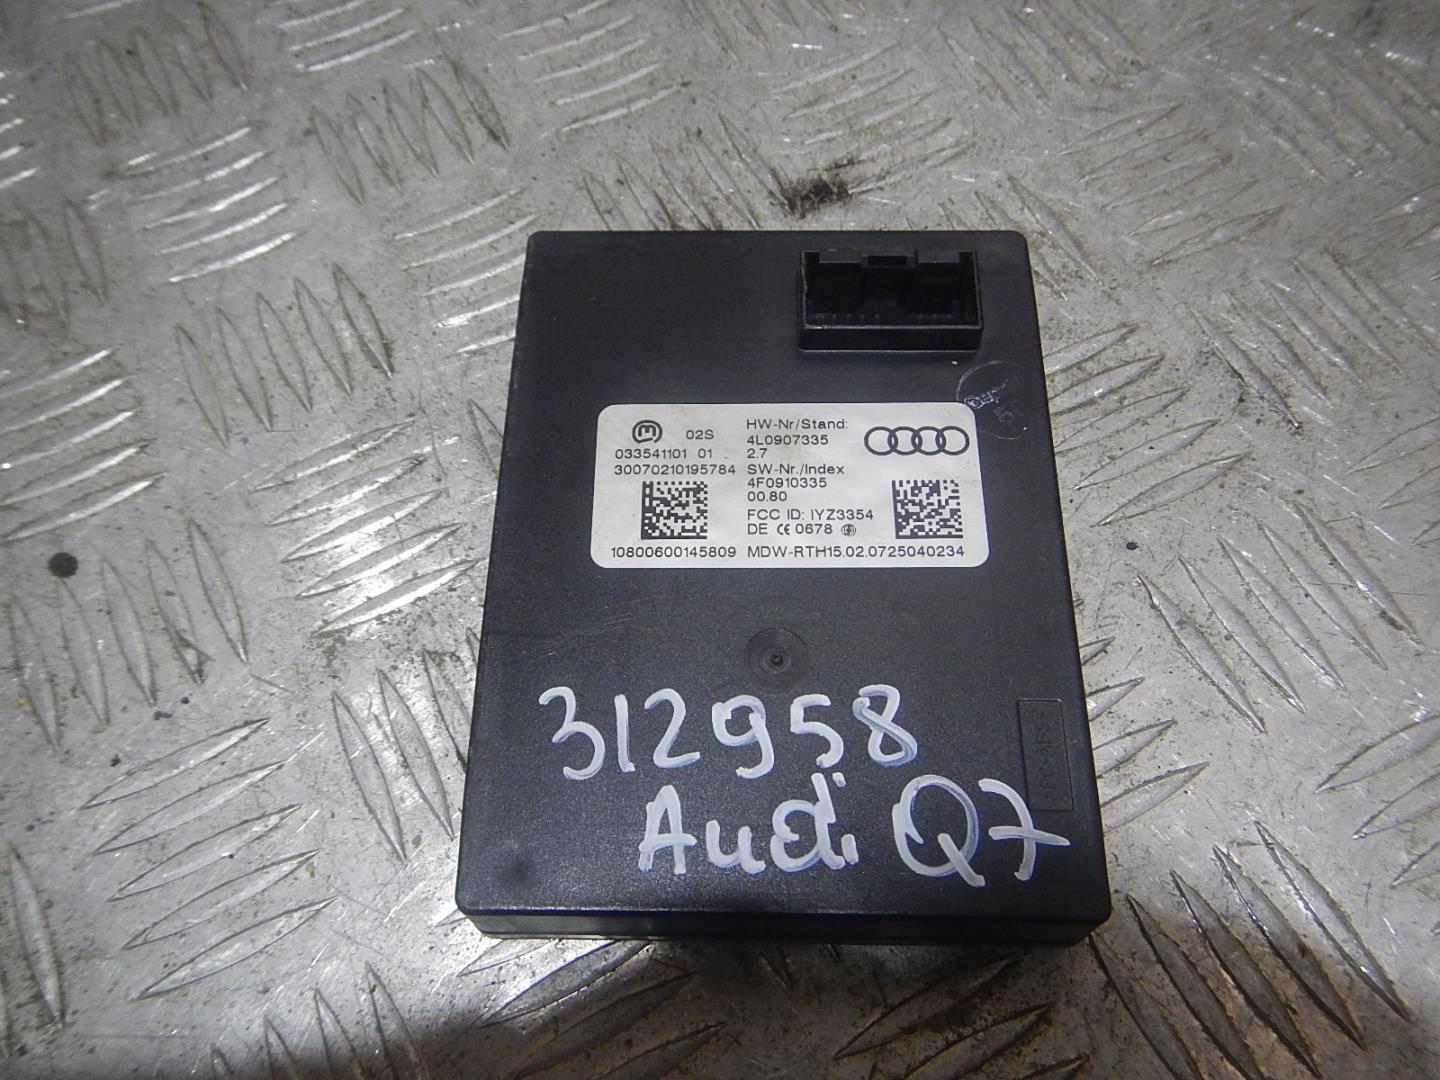 02S
033541101 01
30070210195784
HW-Nr/Stand:
4L0907335
2.7
SW-Nr./Index
4F0910335
00.80
FCC ID: IYZ3354
DE CE 0678
10800600145809 MDW-RTH15.02.0725040234
312958
Audi Q7